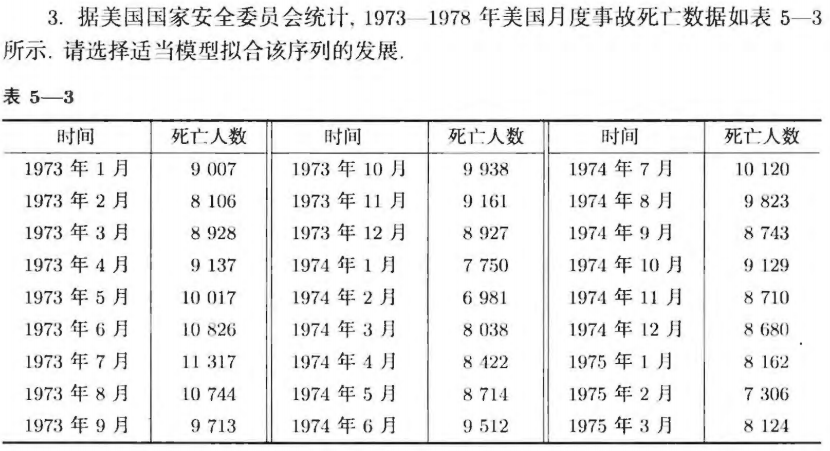 3. 据美国国家安全委员会统计, 1973—1978 年美国月度事故死亡数据如表 5—3
所示. 请选择适当模型拟合该序列的发展.
表 5—3
时间 死亡人数 时间 死亡人数 时间 死亡人数
1973 年 1 月 9 007 1973 年 10 月 9 938 1974 年 7 月 10 120
1973 年 2 月 8 106 1973 年 11 月 9 161 1974 年 8 月 9 823
1973 年 3 月 8 928 1973 年 12 月 8 927 1974 年 9 月 8 743
1973 年 4 月 9 137 1974 年 1 月 7 750 1974 年 10 月 9 129
1973 年 5 月 10 017 1974 年 2 月 6 981 1974 年 11 月 8 710
1973 年 6 月 10 826 1974 年 3 月 8 038 1974 年 12 月 8 680
1973 年 7 月 11 317 1974 年 4 月 8 422 1975 年 1 月 8 162
1973 年 8 月 10 744 1974 年 5 月 8 714 1975 年 2 月 7 306
1973 年 9 月 9 713 1974 年 6 月 9 512 1975 年 3 月 8 124